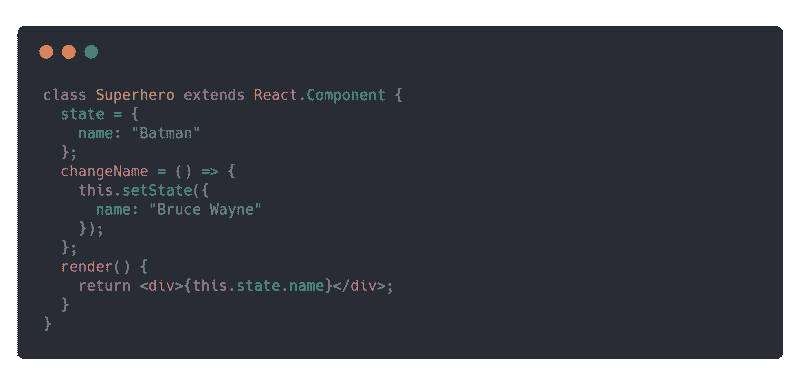 class Superhero extends React.Component {
  state = {
    name: "Batman"
  };
  changeName = () => {
    this.setState({
      name: "Bruce Wayne"
    });
  };
  render() {
    return <div>{this.state.name}</div>;
  }
}